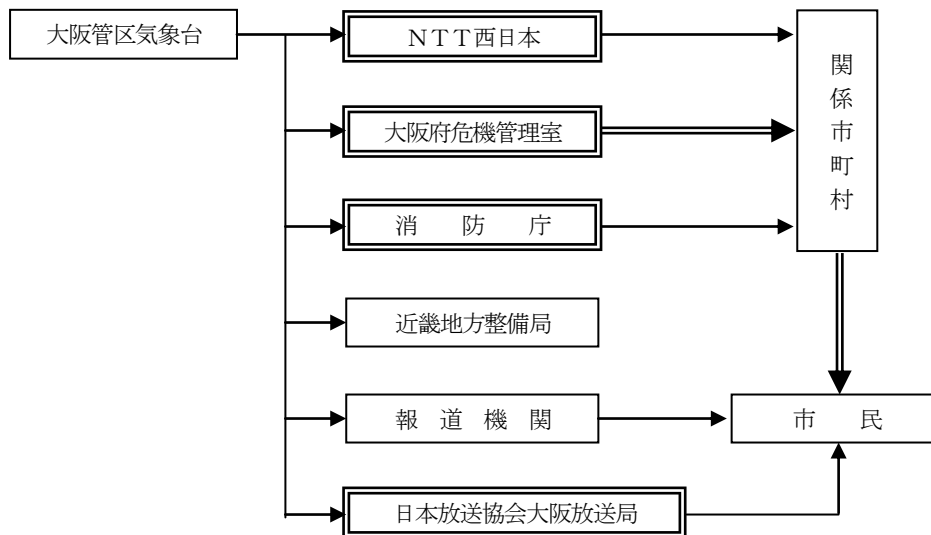 大阪管区気象台
ＮＴＴ西日本
大阪府危機管理室
消　防　庁
近畿地方整備局
報　道　機　関
日本放送協会大阪放送局
関係市町村
市　民